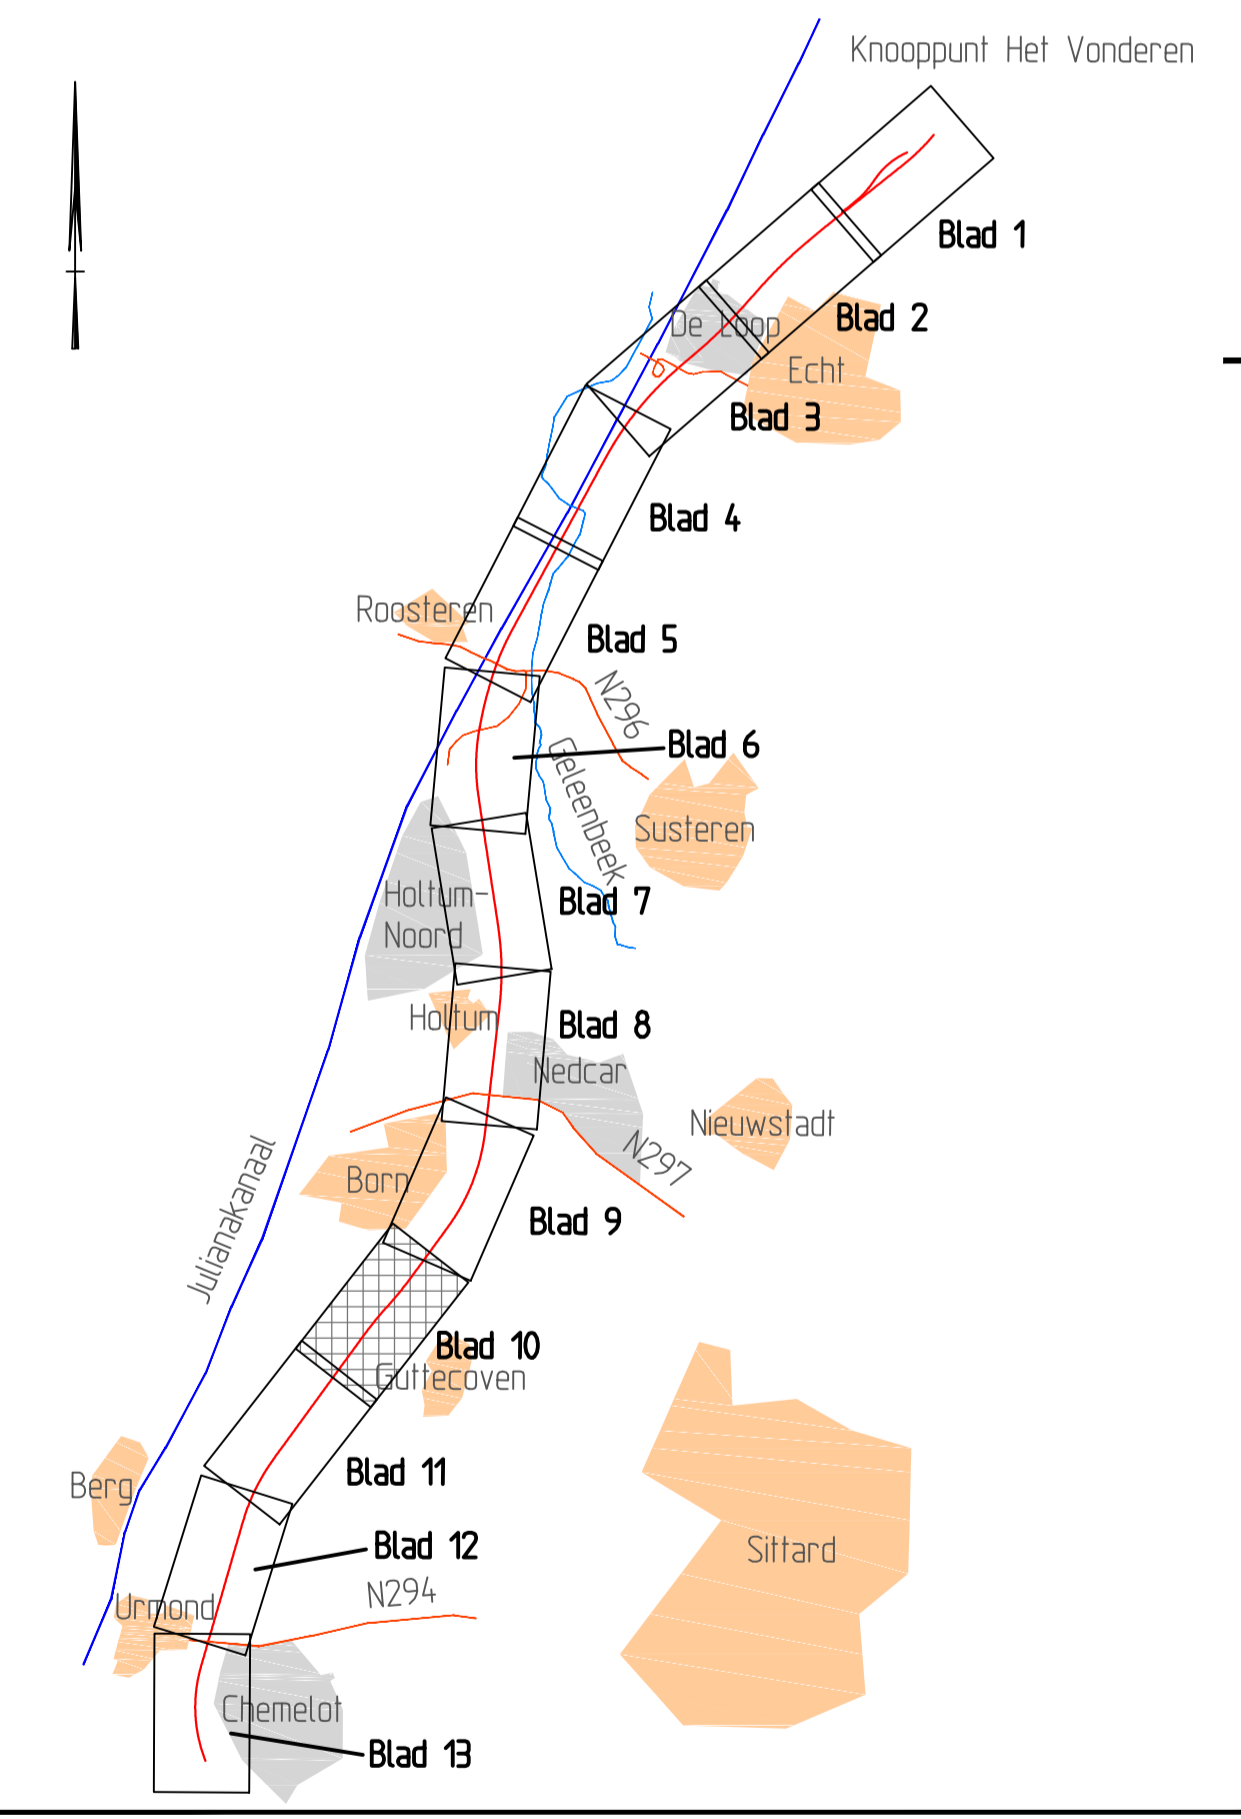 Knooppunt Het Vonderen
Blad 1
Blad 2
De Loop
Echt
Blad 3
Blad 4
Roosteren
Blad 5
N296
Blad 6
Geleenbeek
Susteren
Holtum-
Noord
Blad 7
Holtum
Blad 8
Nedcar
Nieuwstadt
N297
Born
Julianakanaal
Blad 9
Blad 10
Guttecoven
Blad 11
Berg
Blad 12
Sittard
N294
Urmond
Chemelot
Blad 13